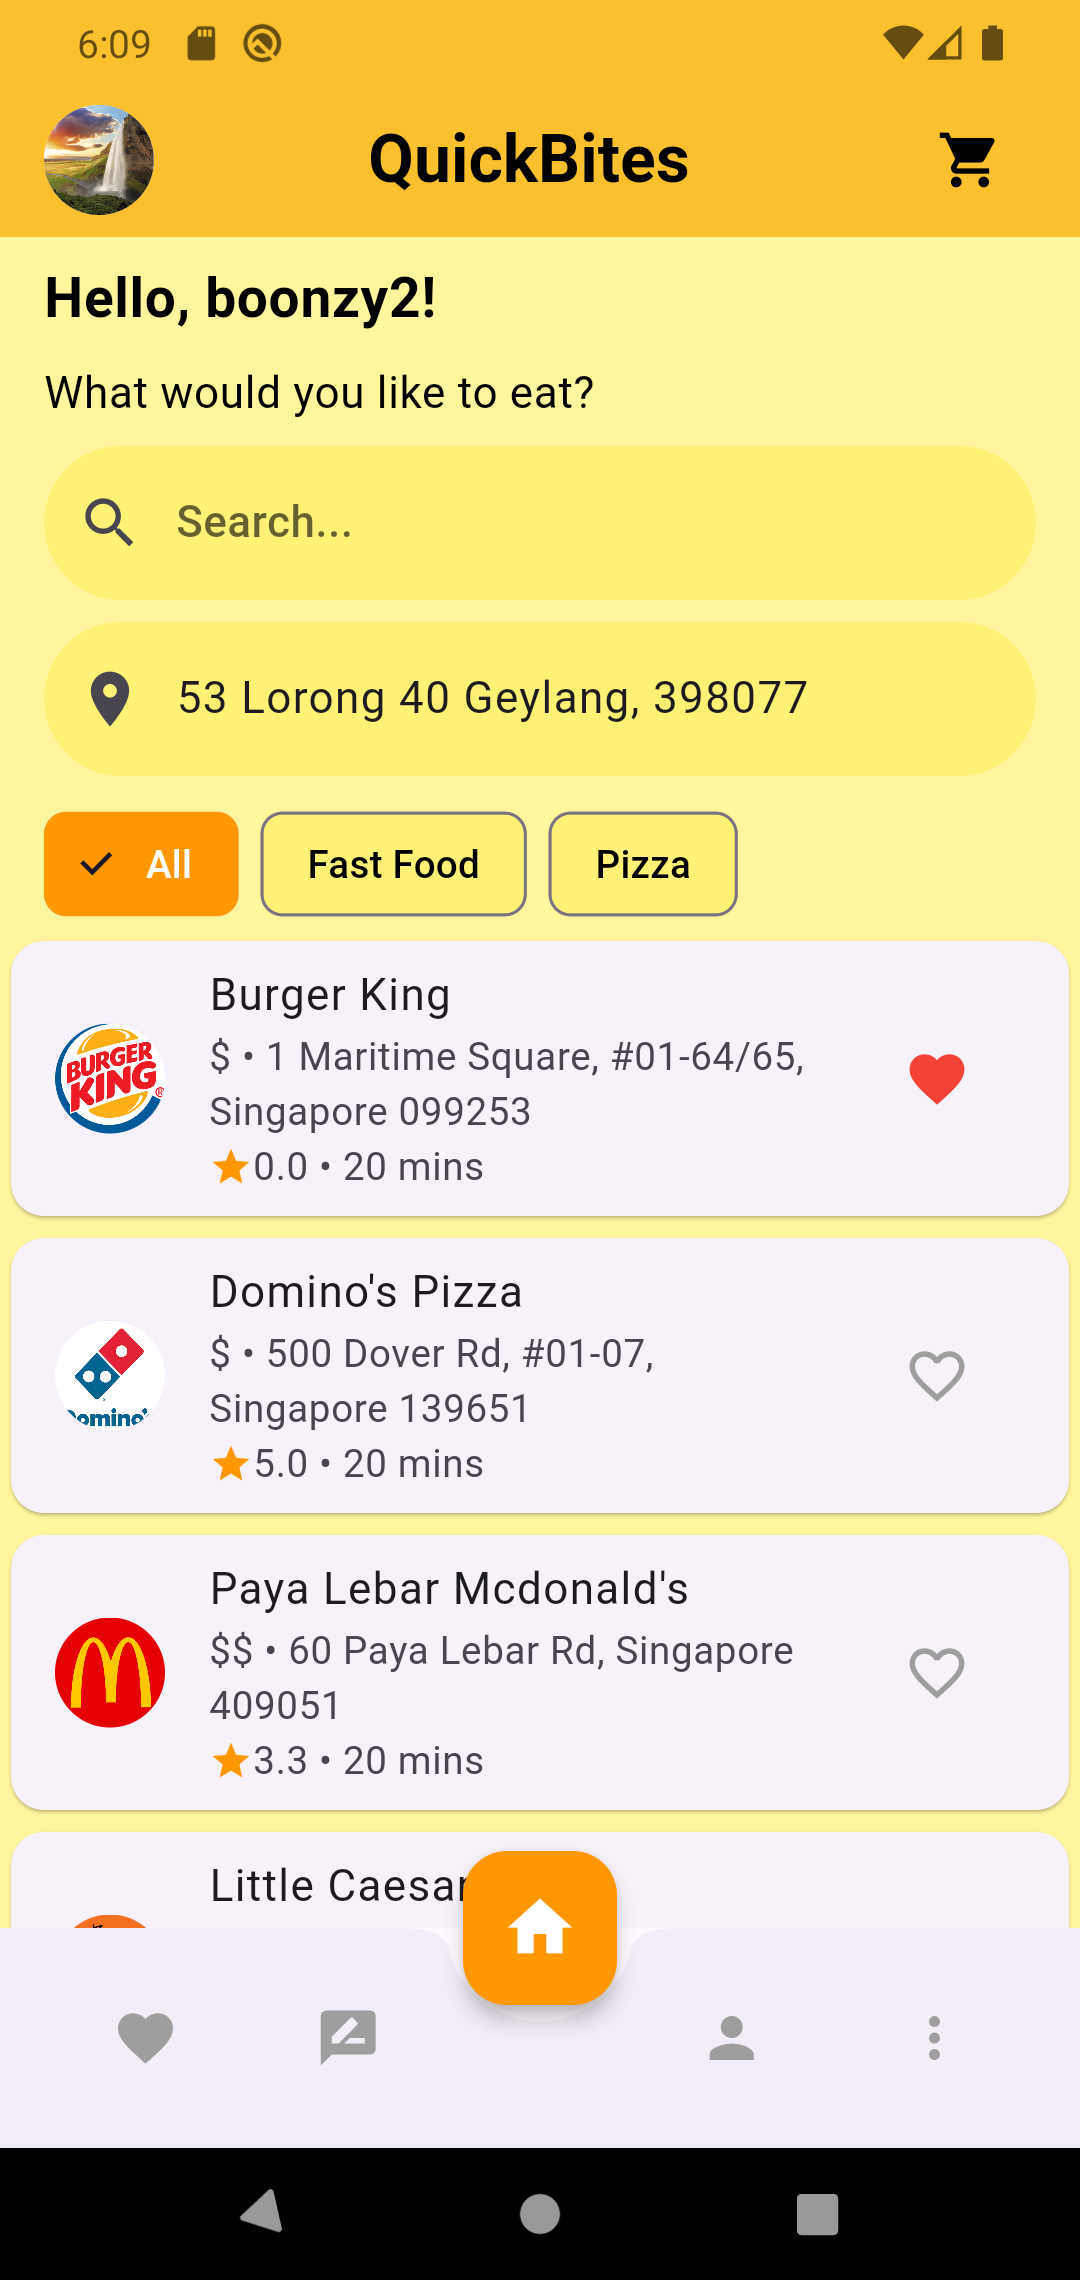 6:09
QuickBites
Hello, boonzy2!
What would you like to eat?
Search...
53 Lorong 40 Geylang, 398077
All
Fast Food
Pizza
Burger King
$ • 1 Maritime Square, #01-64/65,
Singapore 099253
0.0 • 20 mins
BURGER
KING®
Domino's Pizza
$ • 500 Dover Rd, #01-07,
Singapore 139651
5.0 • 20 mins
Domino's
Paya Lebar Mcdonald's
$$ • 60 Paya Lebar Rd, Singapore
409051
3.3 • 20 mins
Little Caesar